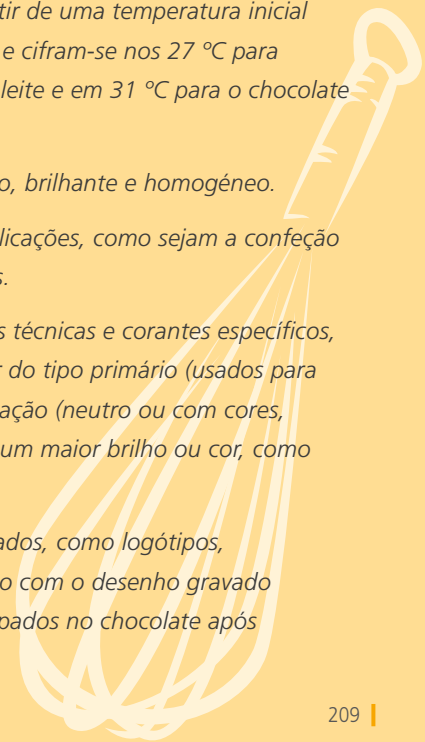 tir de uma temperatura inicial
e cifram-se nos 27 ºC para
leite e em 31 ºC para o chocolate
o, brilhante e homogéneo.
licações, como sejam a confeção
s.
s técnicas e corantes específicos,
r do tipo primário (usados para
ação (neutro ou com cores,
um maior brilho ou cor, como
ados, como logótipos,
o com o desenho gravado
pados no chocolate após
209